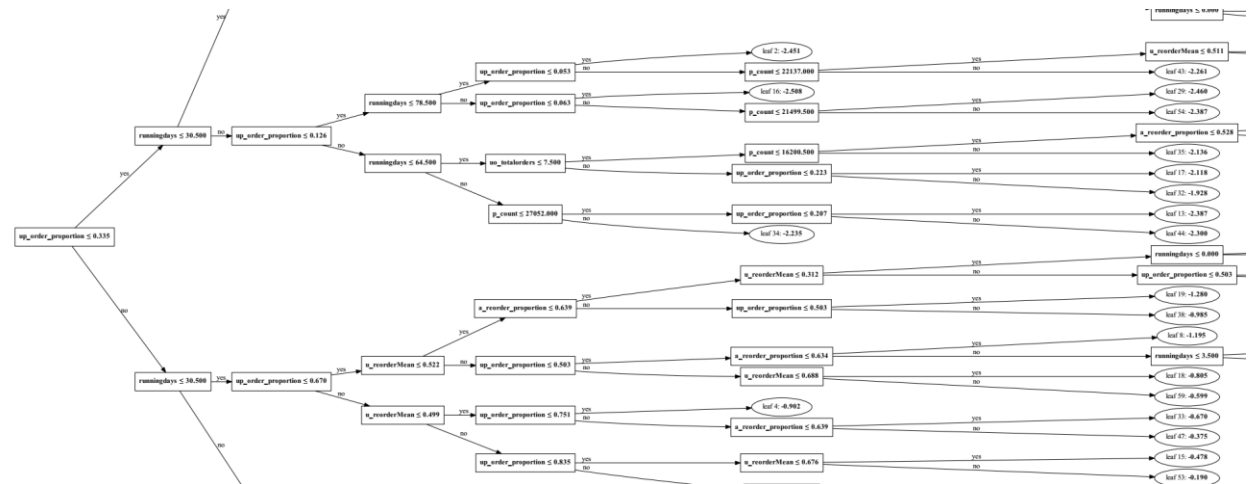 runningdays ≤ 0.000
yes
leaf 2: -2.451
u_reorderMean ≤ 0.511
yes
yes
up_order_proportion ≤ 0.053
no
p_count ≤ 22137.000
no
leaf 43: -2.261
yes
leaf 16: -2.508
leaf 29: -2.460
yes
yes
runningdays ≤ 78.500
no
up_order_proportion ≤ 0.063
no
p_count ≤ 21499.500
no
leaf 54: -2.387
yes
runningdays ≤ 30.500
no
up_order_proportion ≤ 0.126
a_reorder_proportion ≤ 0.528
yes
no
yes
p_count ≤ 16200.500
no
leaf 35: -2.136
runningdays ≤ 64.500
yes
uo_totalorders ≤ 7.500
no
up_order_proportion ≤ 0.223
yes
leaf 17: -2.118
no
leaf 32: -1.928
no
yes
p_count ≤ 27052.000
yes
up_order_proportion ≤ 0.207
yes
leaf 13: -2.387
no
leaf 34: -2.235
no
leaf 44: -2.300
up_order_proportion ≤ 0.335
runningdays ≤ 0.000
yes
u_reorderMean ≤ 0.312
no
up_order_proportion ≤ 0.503
yes
leaf 19: -1.280
yes
a_reorder_proportion ≤ 0.639
no
up_order_proportion ≤ 0.503
no
leaf 38: -0.985
no
yes
leaf 8: -1.195
yes
yes
a_reorder_proportion ≤ 0.634
no
runningdays ≤ 3.500
u_reorderMean ≤ 0.522
no
up_order_proportion ≤ 0.503
no
u_reorderMean ≤ 0.688
yes
leaf 18: -0.805
runningdays ≤ 30.500
yes
up_order_proportion ≤ 0.670
yes
no
leaf 39: -0.599
no
yes
leaf 4: -0.902
u_reorderMean ≤ 0.499
yes
up_order_proportion ≤ 0.751
no
a_reorder_proportion ≤ 0.639
yes
leaf 33: -0.670
no
leaf 47: -0.375
no
no
up_order_proportion ≤ 0.835
yes
u_reorderMean ≤ 0.676
yes
leaf 15: -0.478
no
no
leaf 53: -0.190